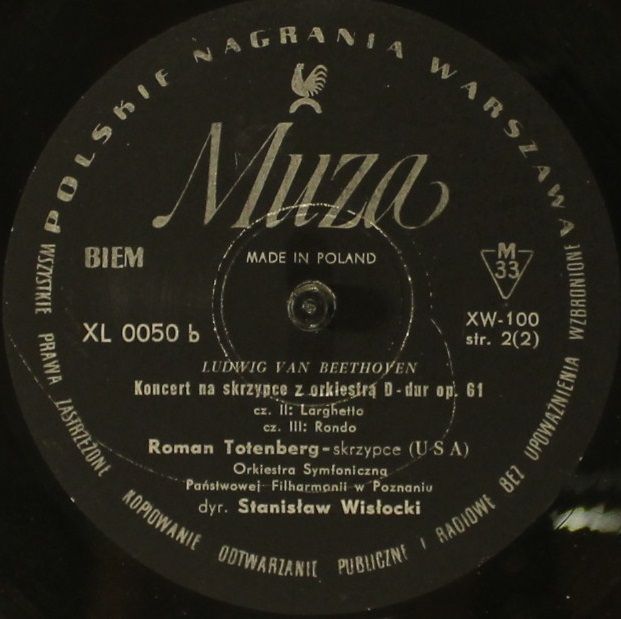 POLSKIE NAGRANIA WARSZAWA
Muza
BIEM
MADE IN POLAND
M
33
XL 0050 b
XW-100
str. 2(2)
LUDWIG VAN BEETHOVEN
Koncert na skrzypce z orkiestrą D-dur op. 61
cz. II: Larghetto
cz. III: Rondo
Roman Totenberg-skrzypce (USA)
Orkiestra Symfoniczna
Państwowej Filharmonii w Poznaniu
dyr. Stanisław Wisłocki
WSZYSTKIE PRAWA ZASTRZEŻONE KOPIOWANIE ODTWARZANIE PUBLICZNE I RADIOWE BEZ UPOWAŻNIENIA WZBRONIONE